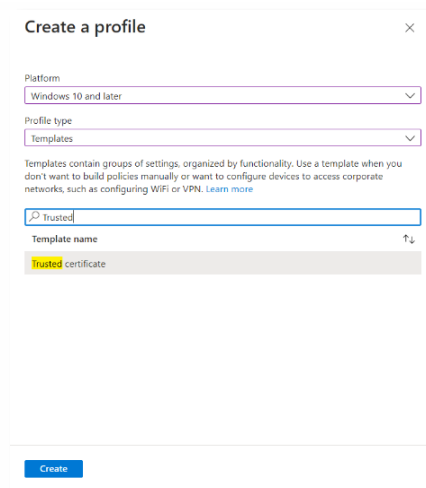 Create a profile
Platform
Windows 10 and later
Profile type
Templates
Templates contain groups of settings, organized by functionality. Use a template when you
don't want to build policies manually or want to configure devices to access corporate
networks, such as configuring WiFi or VPN. Learn more
Trusted
Template name
Trusted certificate
Create